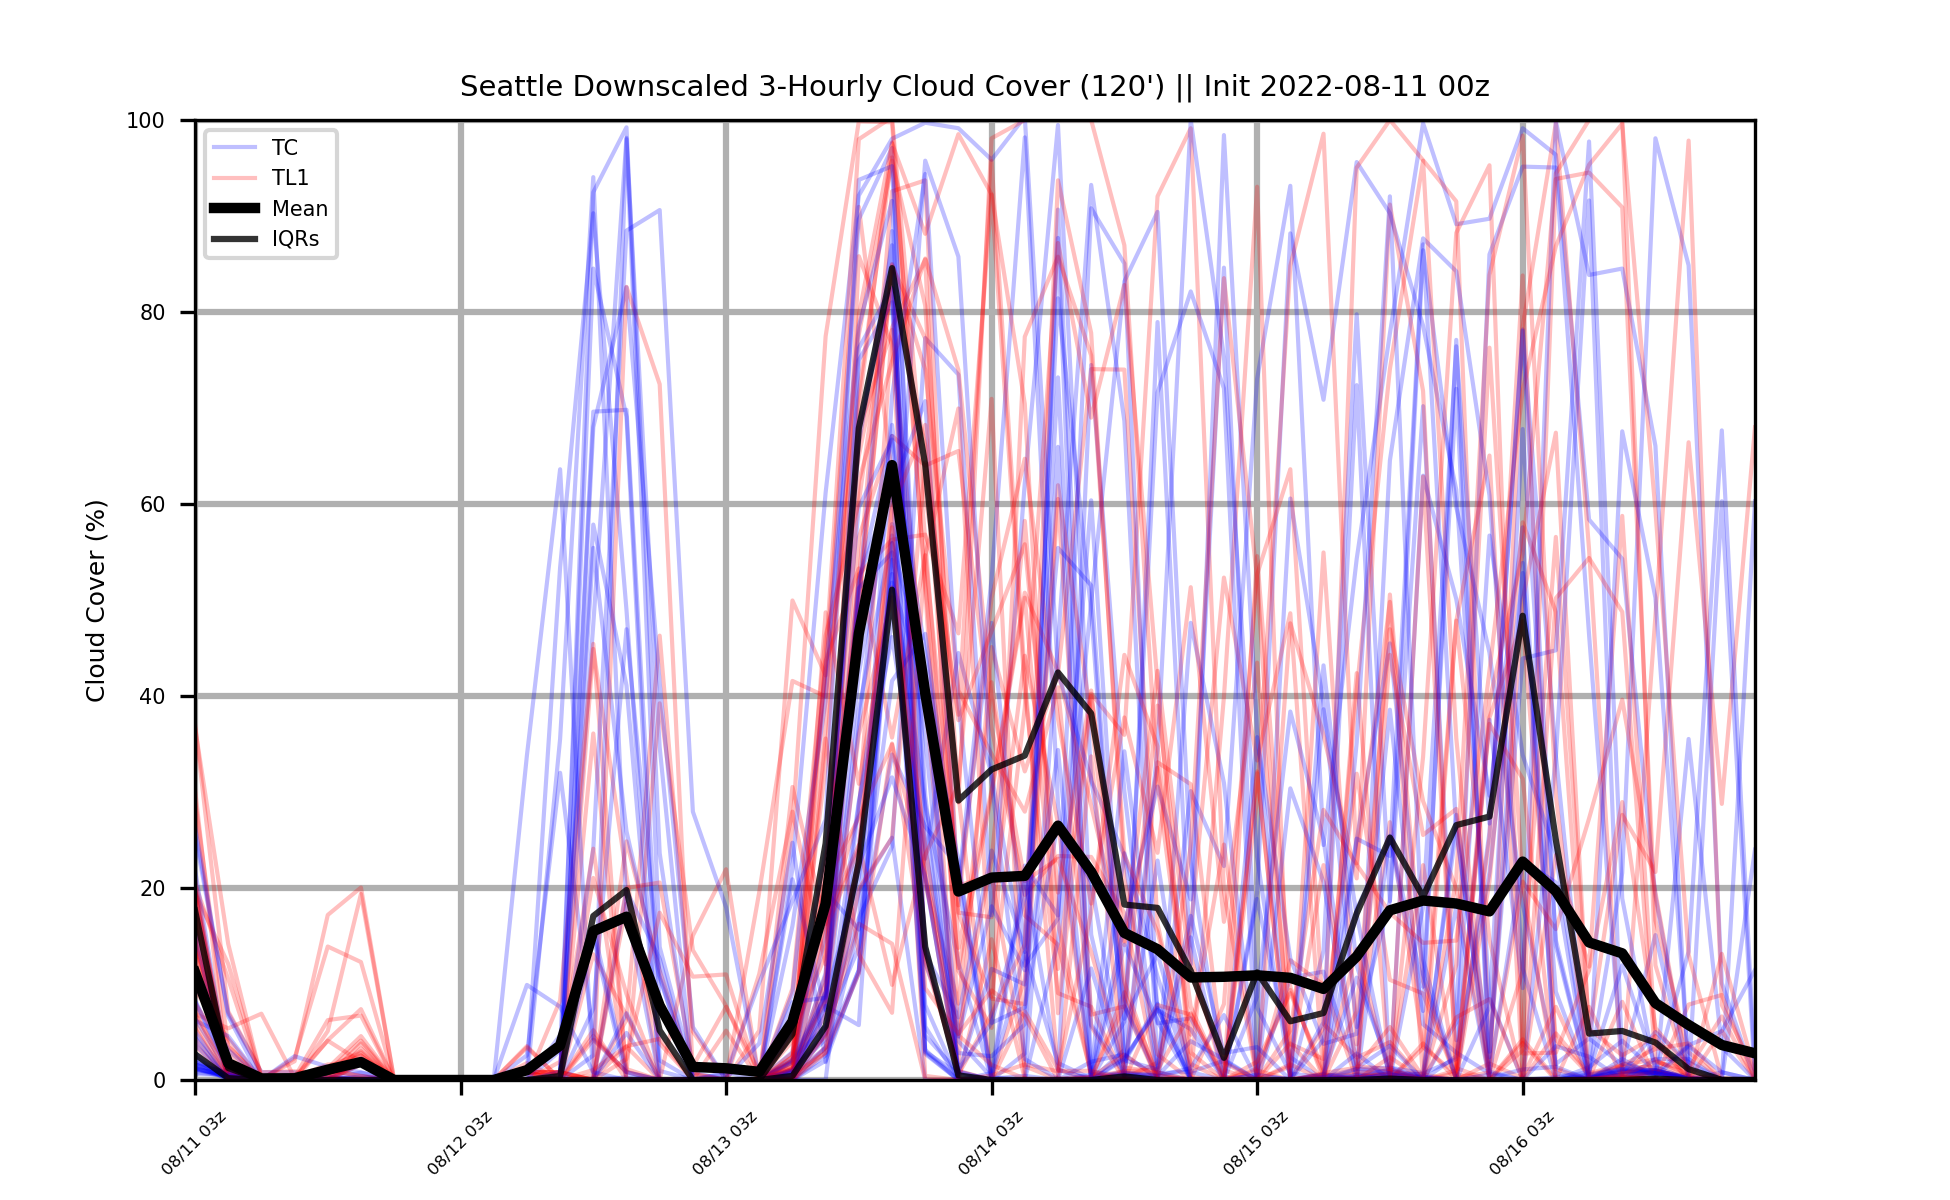 Seattle Downscaled 3-Hourly Cloud Cover (120') || Init 2022-08-11 00z
TC
TL1
Mean
IQRs
Cloud Cover (%)
100
80
60
40
20
0
08/11 03z
08/12 03z
08/13 03z
08/14 03z
08/15 03z
08/16 03z